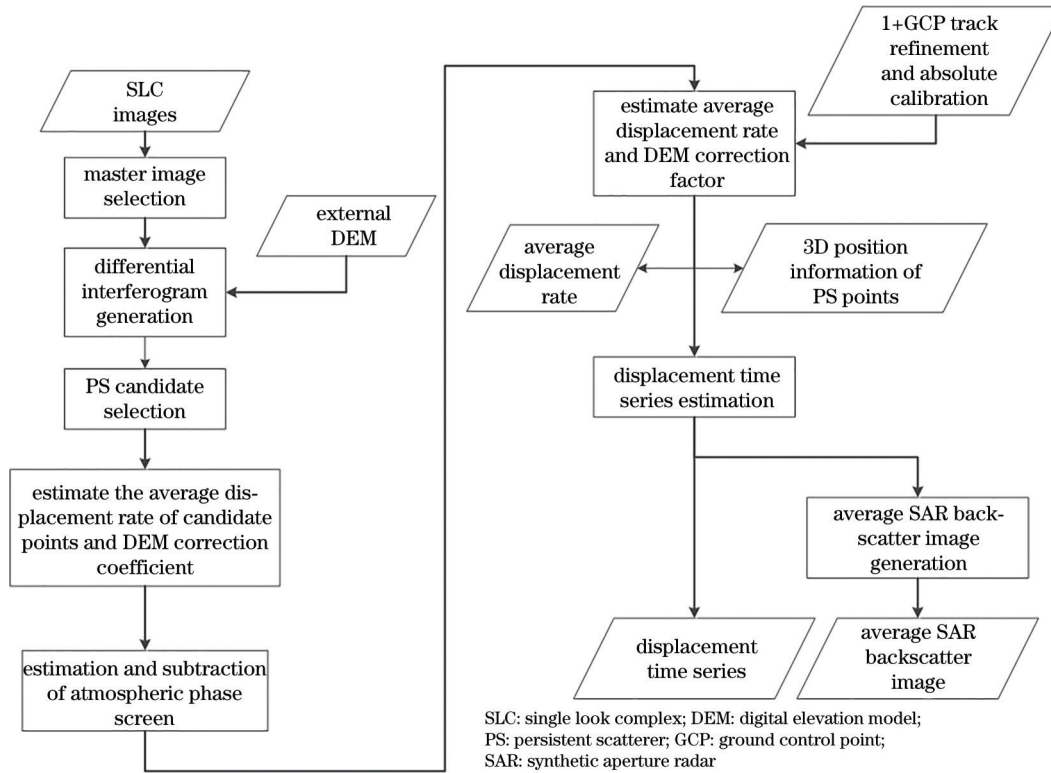 SLC
images
master image
selection
external
DEM
differential
interferogram
generation
PS candidate
selection
estimate the average dis-
placement rate of candidate
points and DEM correction
coefficient
estimation and subtraction
of atmospheric phase
screen
1+GCP track
refinement
and absolute
calibration
estimate average
displacement rate
and DEM correction
factor
average
displacement
rate
3D position
information of
PS points
displacement time
series estimation
average SAR back-
scatter image
generation
displacement
time series
average SAR
backscatter
image
SLC: single look complex; DEM: digital elevation model;
PS: persistent scatterer; GCP: ground control point;
SAR: synthetic aperture radar